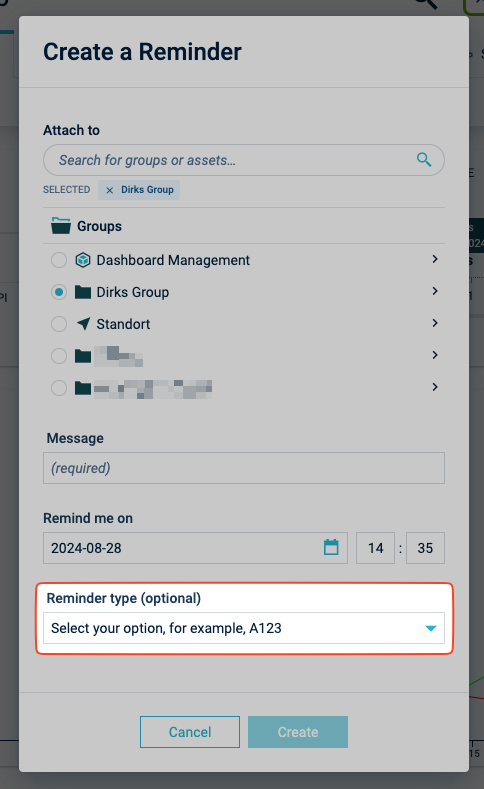 Create a Reminder
Attach to
Search for groups or assets...
SELECTED × Dirks Group
Groups
Dashboard Management
Dirks Group
Standort
Message
(required)
Remind me on
2024-08-28 14 : 35
Reminder type (optional)
Select your option, for example, A123
Cancel Create